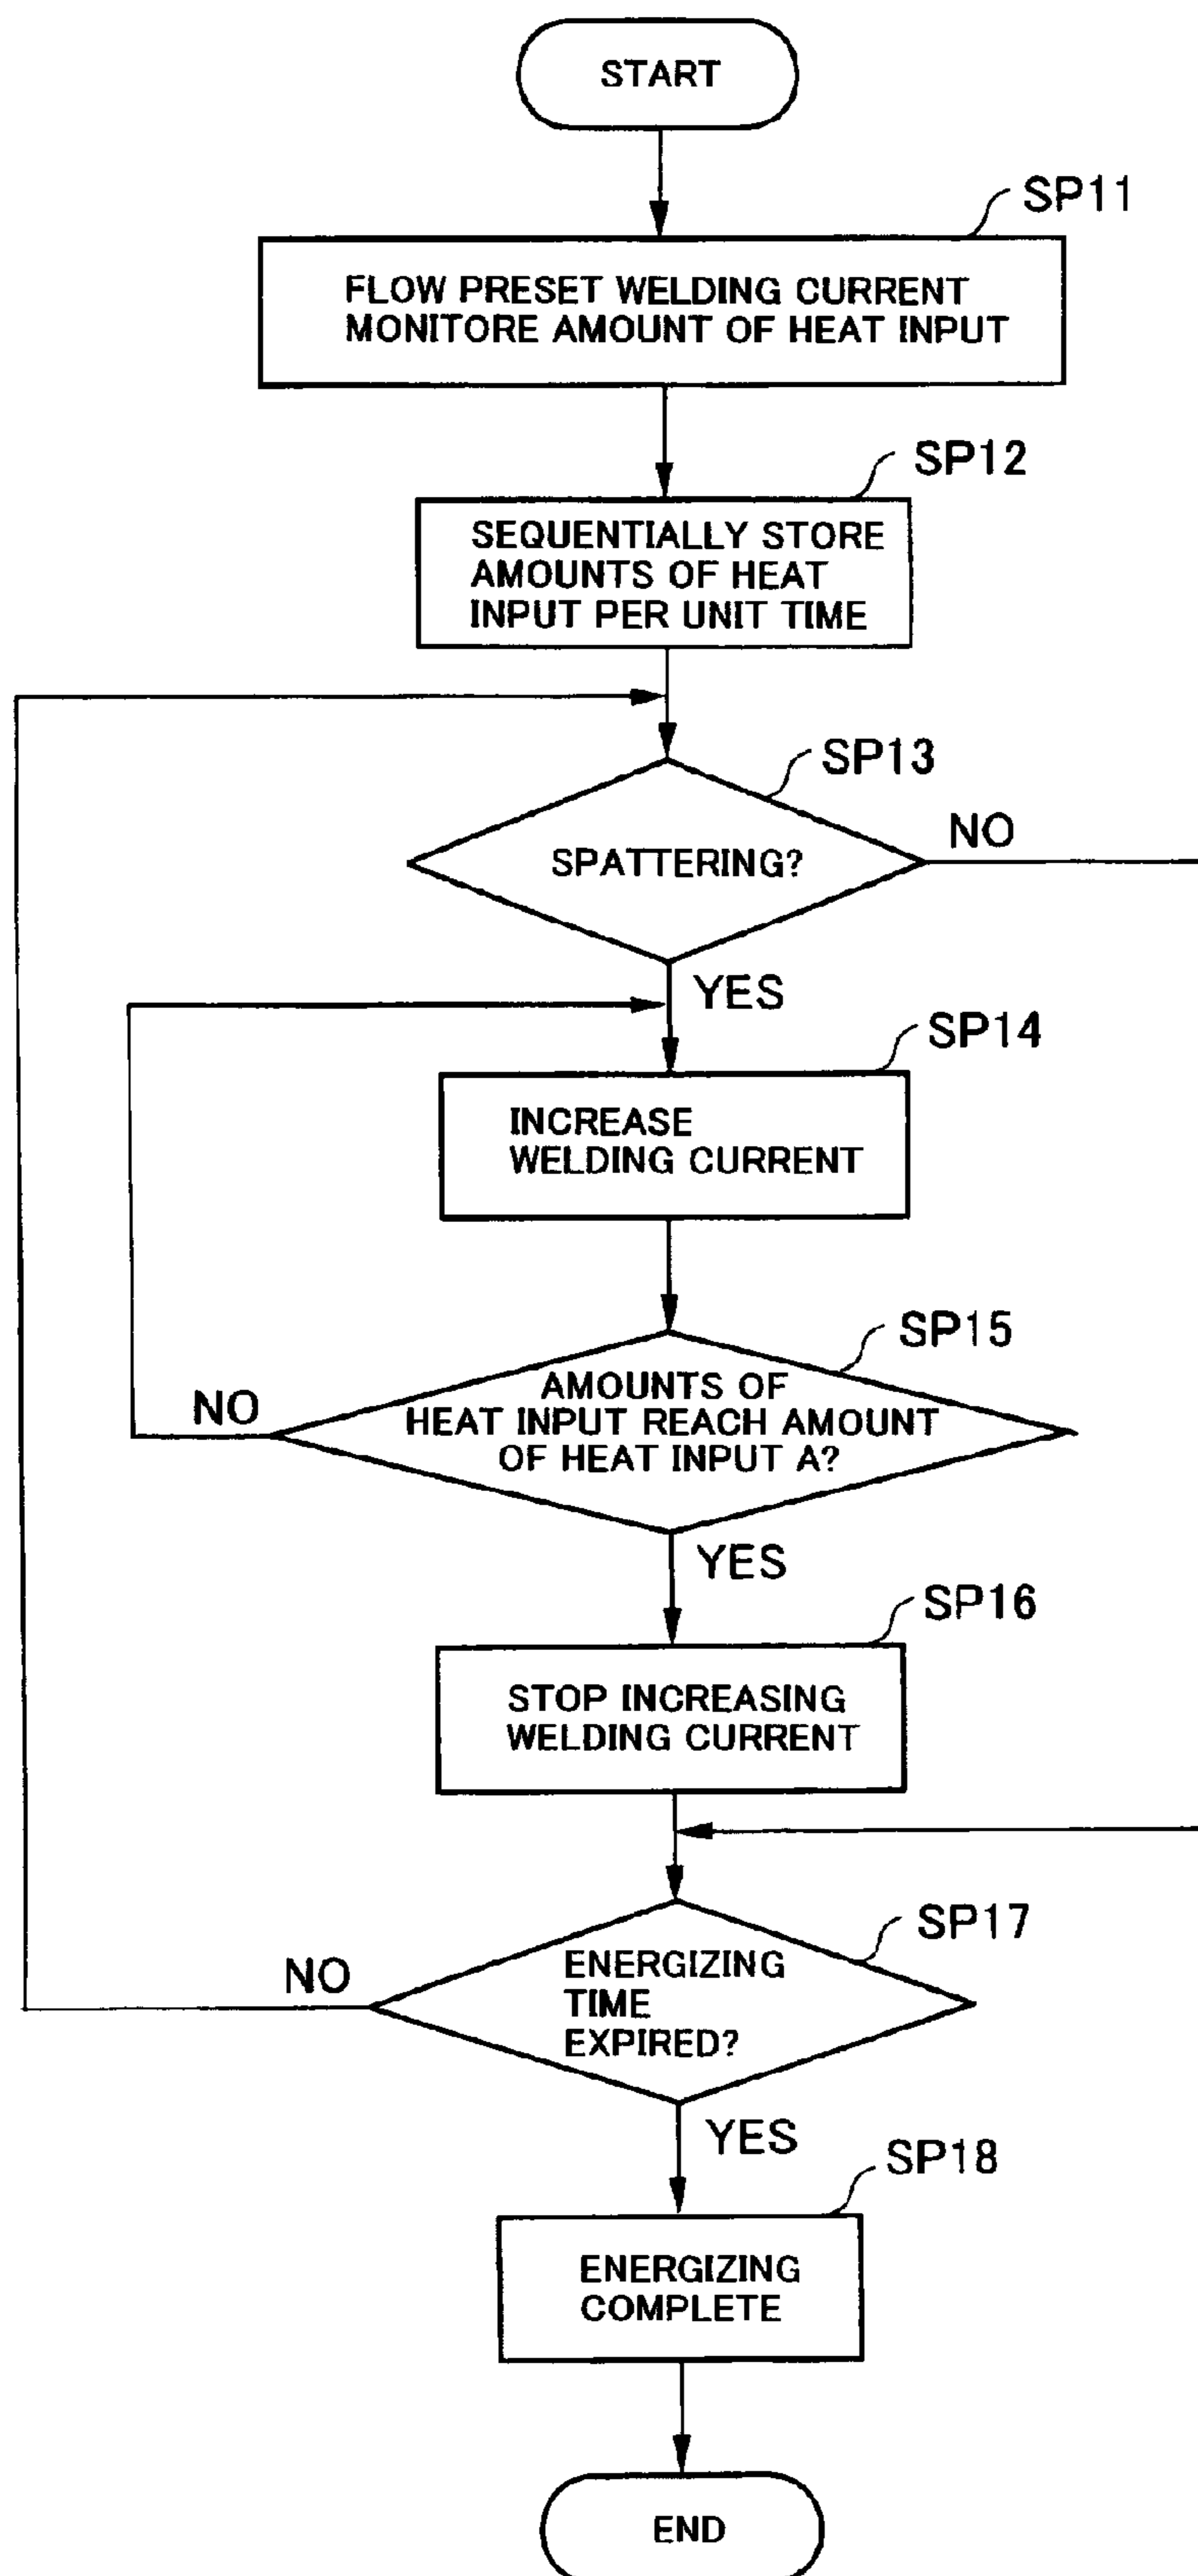 START
SP11
FLOW PRESET WELDING CURRENT
MONITORE AMOUNT OF HEAT INPUT
SP12
SEQUENTIALLY STORE
AMOUNTS OF HEAT
INPUT PER UNIT TIME
SP13
SPATTERING?
NO
YES
SP14
INCREASE
WELDING CURRENT
SP15
AMOUNTS OF
HEAT INPUT REACH AMOUNT
OF HEAT INPUT A?
NO
YES
SP16
STOP INCREASING
WELDING CURRENT
SP17
ENERGIZING
TIME
EXPIRED?
NO
YES
SP18
ENERGIZING
COMPLETE
END